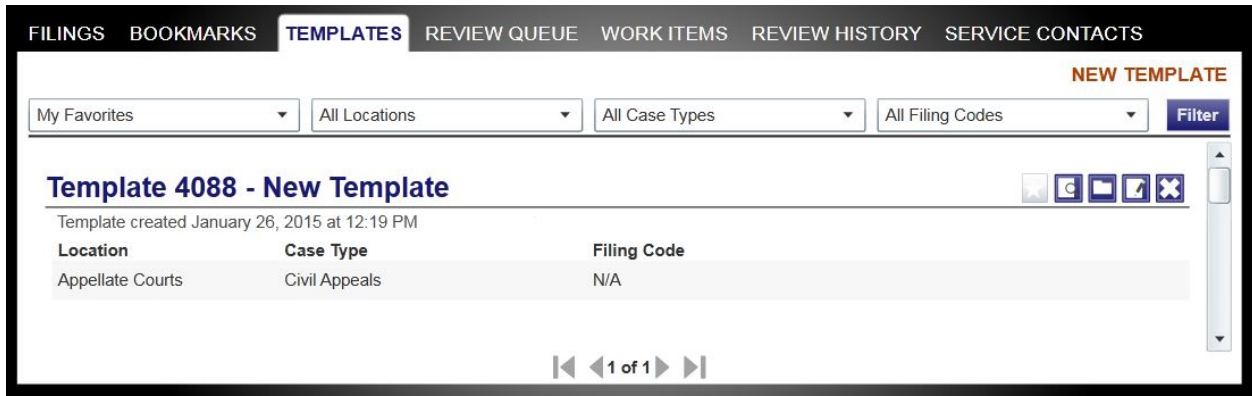 FILINGS BOOKMARKS TEMPLATES REVIEW QUEUE WORK ITEMS REVIEW HISTORY SERVICE CONTACTS
NEW TEMPLATE
My Favorites All Locations All Case Types All Filing Codes Filter
Template 4088 - New Template
Template created January 26, 2015 at 12:19 PM
Location Case Type Filing Code
Appellate Courts Civil Appeals N/A
1 of 1